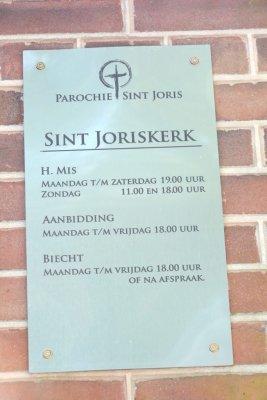 PAROCHIE SINT JORIS
SINT JORISKERK
H. MIS
MAANDAG T/M ZATERDAG 19.00 UUR
ZONDAG 11.00 EN 18.00 UUR
AANBIDDING
MAANDAG T/M VRIJDAG 18.00 UUR
BIECHT
MAANDAG T/M VRIJDAG 18.00 UUR
OF NA AFSPRAAK.